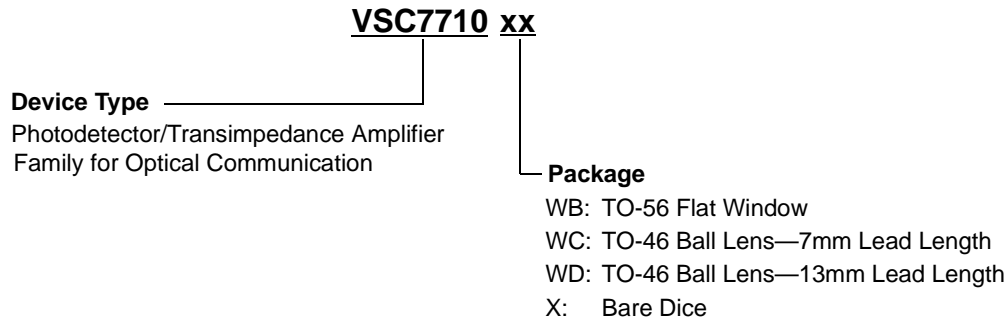 VSC7710 xx
Device Type
Photodetector/Transimpedance Amplifier
Family for Optical Communication
Package
WB: TO-56 Flat Window
WC: TO-46 Ball Lens—7mm Lead Length
WD: TO-46 Ball Lens—13mm Lead Length
X: Bare Dice